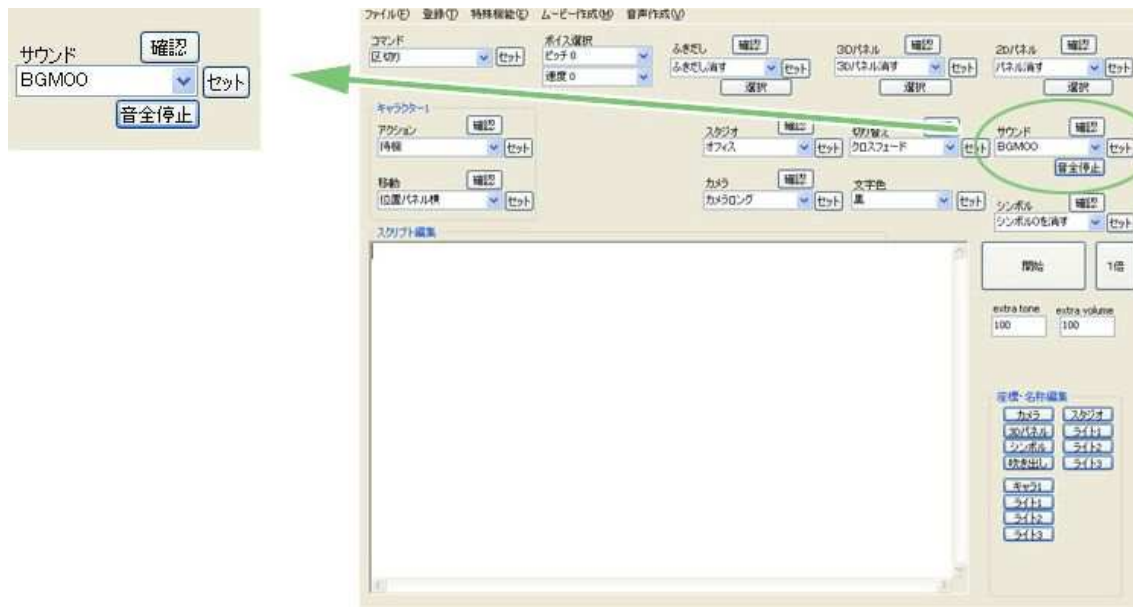 サウンド
確認
BGM00
セット
音全停止
ファイル(F) 登録(T) 特殊機能(E) ムービー作成(M) 音声作成(V)
コマンド
区切り
セット
ボイス選択
ピッチ 0
速度 0
ふきだし
確認
ふきだし消す
セット
選択
3Dパネル
確認
3Dパネル消す
セット
選択
2Dパネル
確認
パネル消す
セット
選択
キャラクター1
アクション
確認
待機
セット
移動
確認
位置パネル横
セット
スタジオ
確認
オフィス
セット
切り替え
クロスフェード
セット
サウンド
確認
BGM00
セット
音全停止
カメラ
確認
カメラロング
セット
文字色
黒
セット
シンボル
確認
シンボル0を消す
セット
スクリプト編集
開始
1倍
extra tone
extra volume
100
100
座標・名称編集
カメラ
スタジオ
3Dパネル
ライト1
シンボル
ライト2
吹き出し
ライト3
キャラ1
ライト1
ライト2
ライト3